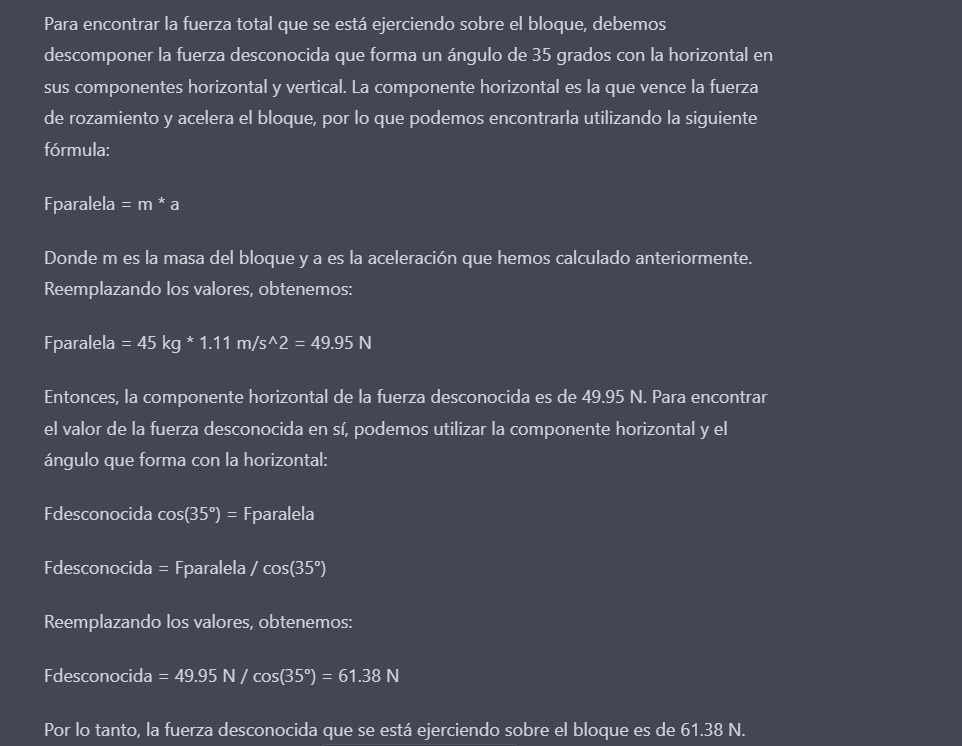 Para encontrar la fuerza total que se está ejerciendo sobre el bloque, debemos
descomponer la fuerza desconocida que forma un ángulo de 35 grados con la horizontal en
sus componentes horizontal y vertical. La componente horizontal es la que vence la fuerza
de rozamiento y acelera el bloque, por lo que podemos encontrarla utilizando la siguiente
fórmula:
Fparalela = m * a
Donde m es la masa del bloque y a es la aceleración que hemos calculado anteriormente.
Reemplazando los valores, obtenemos:
Fparalela = 45 kg * 1.11 m/s^2 = 49.95 N
Entonces, la componente horizontal de la fuerza desconocida es de 49.95 N. Para encontrar
el valor de la fuerza desconocida en sí, podemos utilizar la componente horizontal y el
ángulo que forma con la horizontal:
Fdesconocida cos(35°) = Fparalela
Fdesconocida = Fparalela / cos(35°)
Reemplazando los valores, obtenemos:
Fdesconocida = 49.95 N / cos(35°) = 61.38 N
Por lo tanto, la fuerza desconocida que se está ejerciendo sobre el bloque es de 61.38 N.